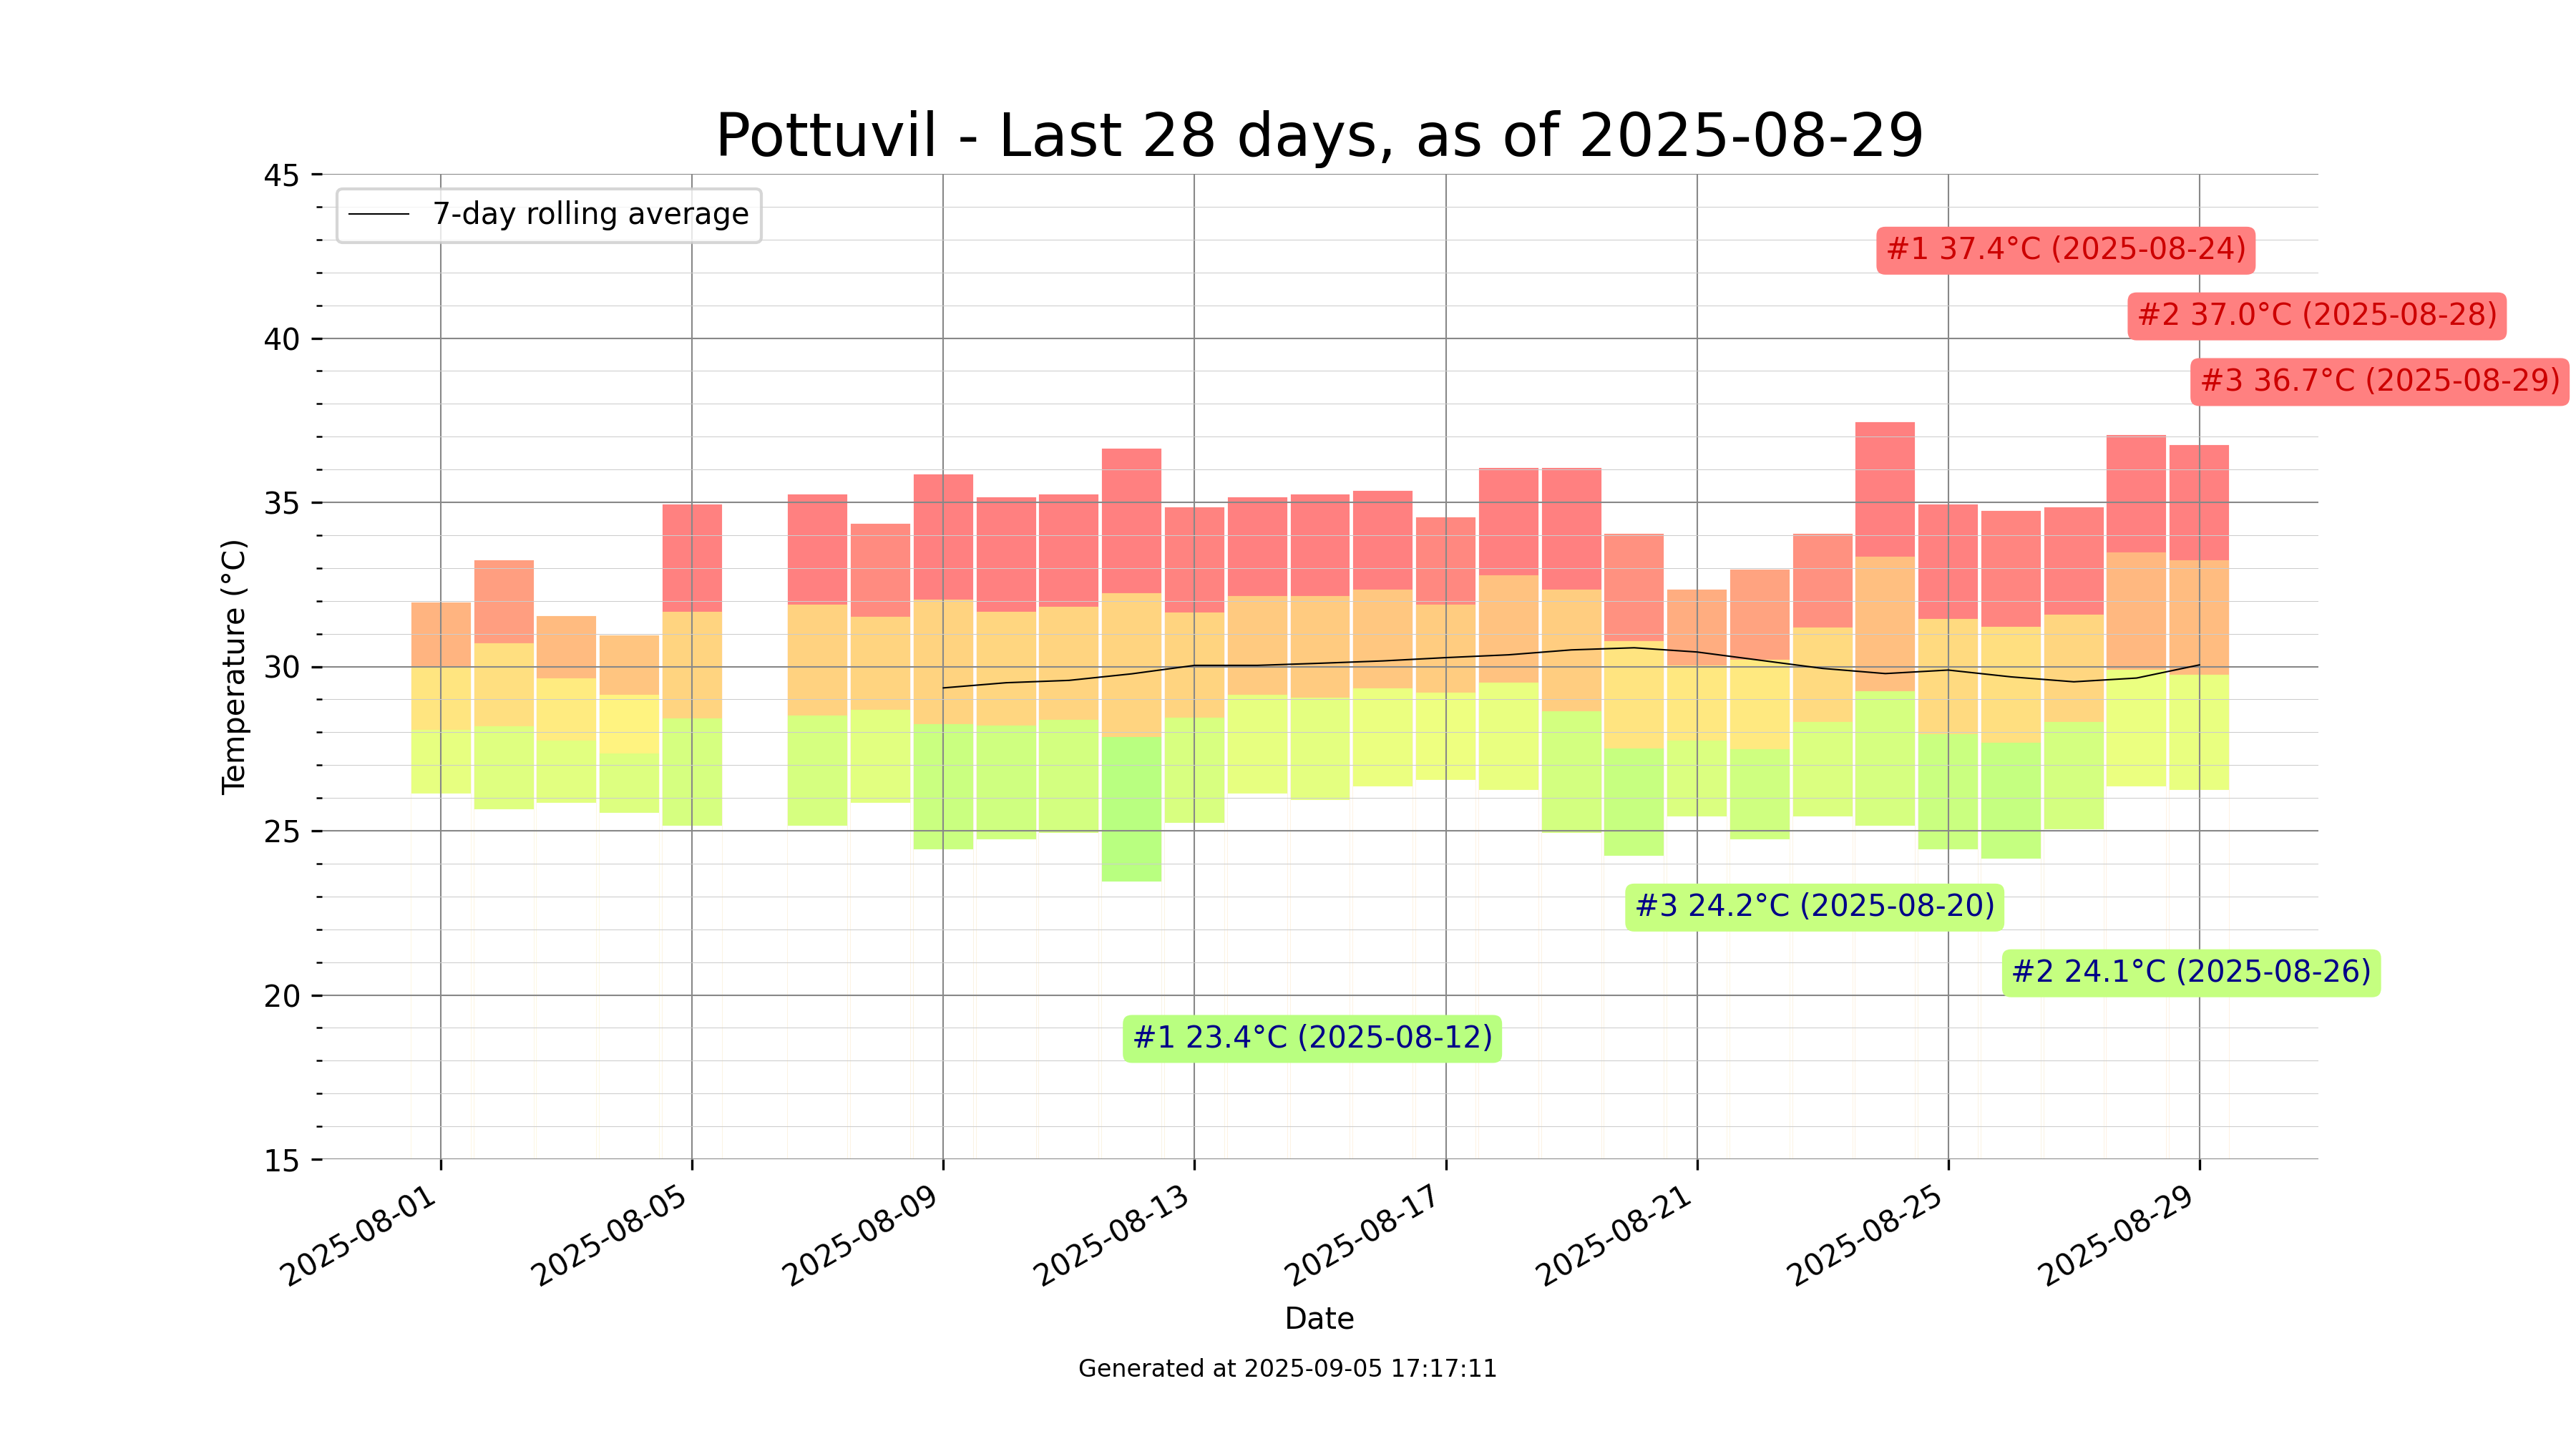 Pottuvil - Last 28 days, as of 2025-08-29
7-day rolling average
#1 37.4°C (2025-08-24)
#2 37.0°C (2025-08-28)
#3 36.7°C (2025-08-29)
#3 24.2°C (2025-08-20)
#2 24.1°C (2025-08-26)
#1 23.4°C (2025-08-12)
Temperature (°C)
45
40
35
30
25
20
15
2025-08-01
2025-08-05
2025-08-09
2025-08-13
2025-08-17
2025-08-21
2025-08-25
2025-08-29
Date
Generated at 2025-09-05 17:17:11